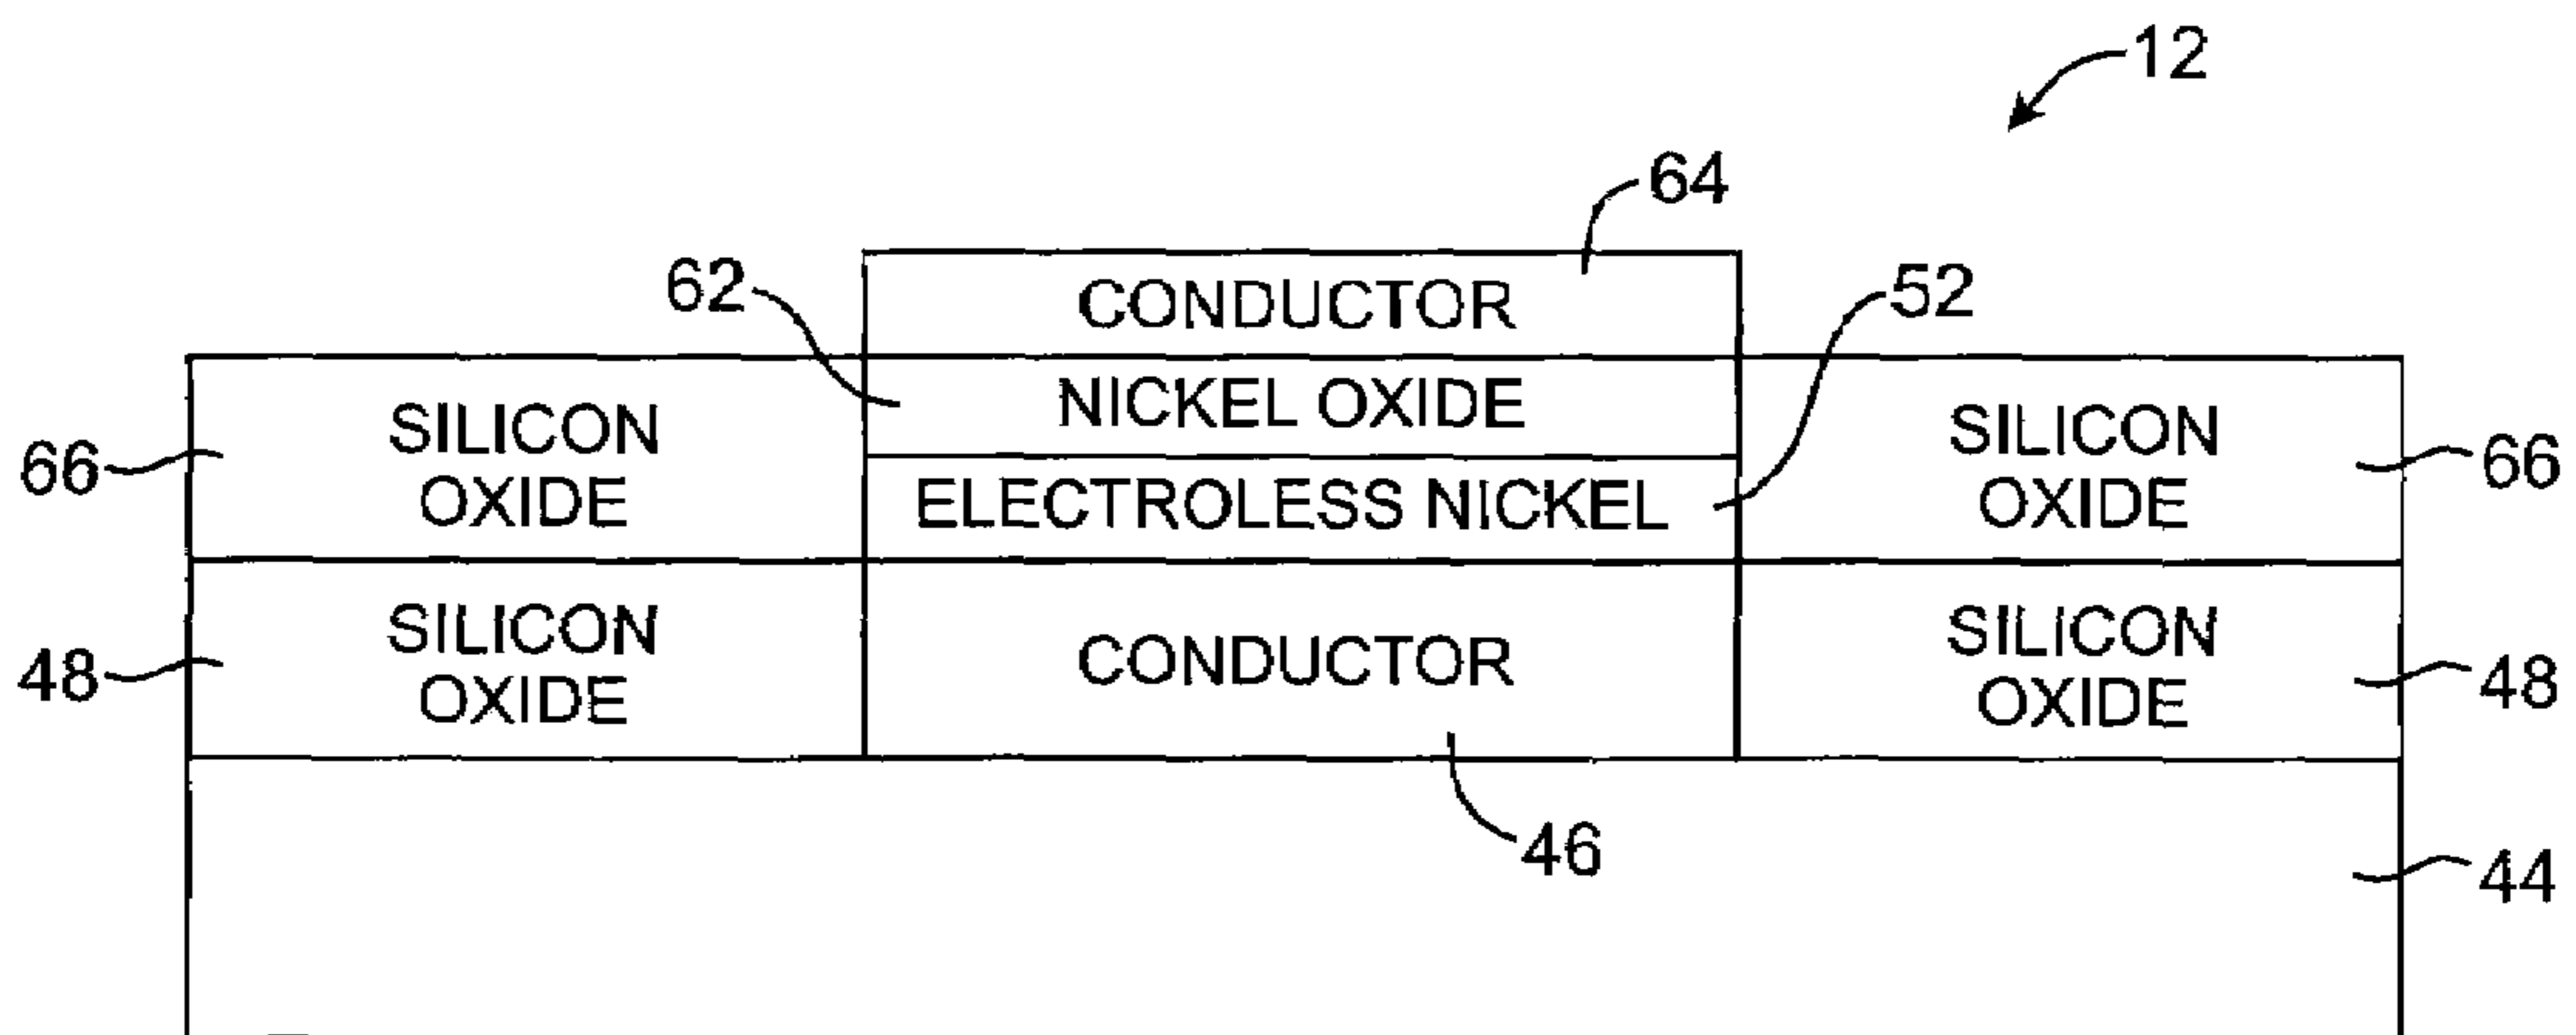 12
64
CONDUCTOR
62
52
NICKEL OXIDE
SILICON
OXIDE
SILICON
OXIDE
66
66
ELECTROLESS NICKEL
SILICON
OXIDE
SILICON
OXIDE
48
48
CONDUCTOR
46
44